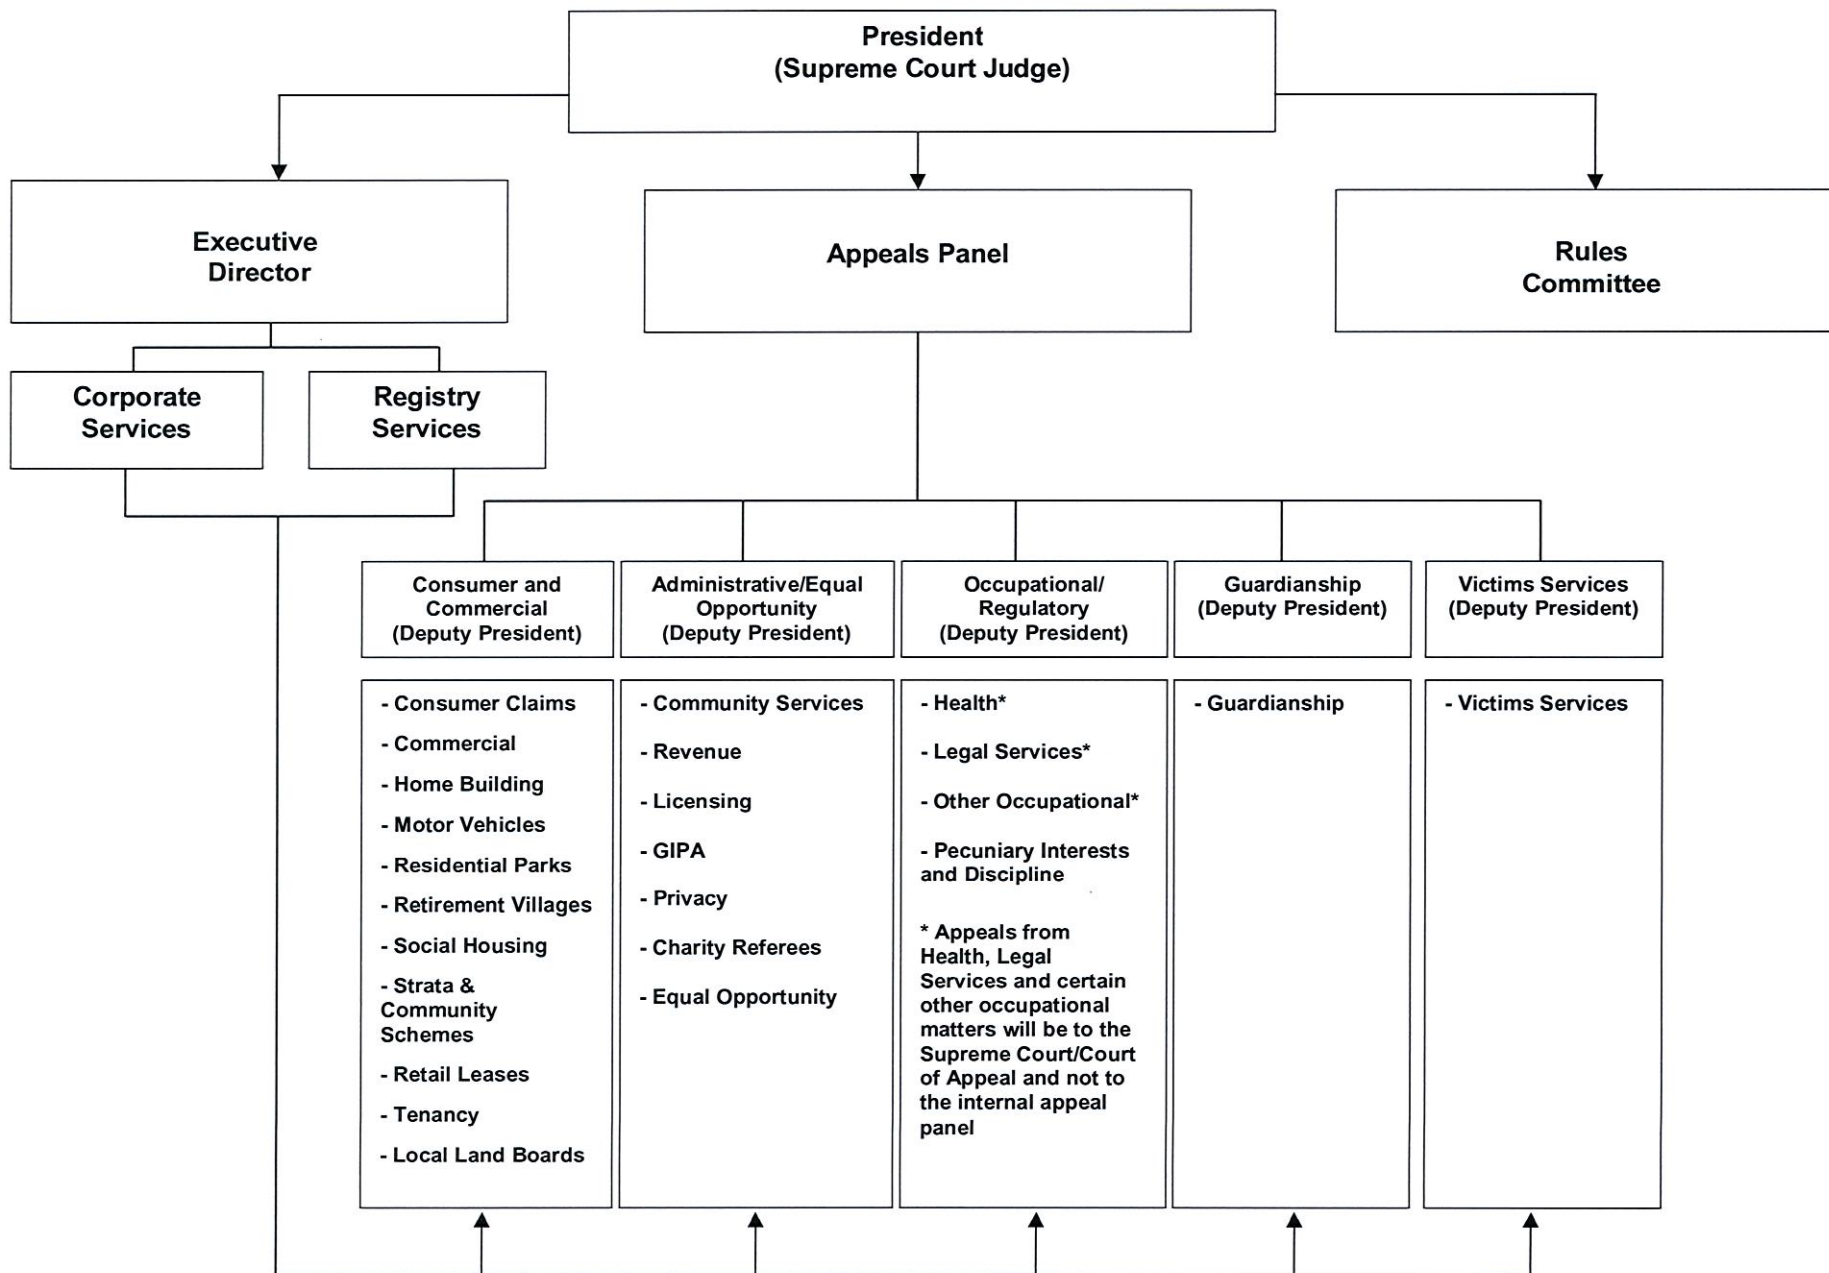 President
(Supreme Court Judge)
Executive
Director
Appeals Panel
Rules
Committee
Corporate
Services
Registry
Services
Consumer and
Commercial
(Deputy President)
Administrative/Equal
Opportunity
(Deputy President)
Occupational/
Regulatory
(Deputy President)
Guardianship
(Deputy President)
Victims Services
(Deputy President)
- Consumer Claims
- Commercial
- Home Building
- Motor Vehicles
- Residential Parks
- Retirement Villages
- Social Housing
- Strata &
Community
Schemes
- Retail Leases
- Tenancy
- Local Land Boards
- Community Services
- Revenue
- Licensing
- GIPA
- Privacy
- Charity Referees
- Equal Opportunity
- Health*
- Legal Services*
- Other Occupational*
- Pecuniary Interests
and Discipline
* Appeals from
Health, Legal
Services and certain
other occupational
matters will be to the
Supreme Court/Court
of Appeal and not to
the internal appeal
panel
- Guardianship
- Victims Services